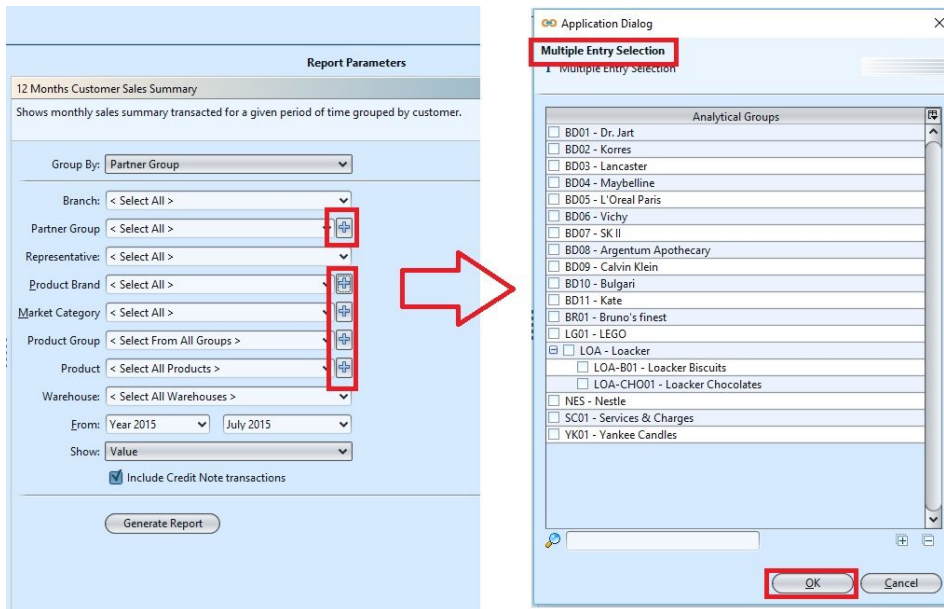 Report Parameters
12 Months Customer Sales Summary
Shows monthly sales summary transacted for a given period of time grouped by customer.
Group By: Partner Group
Branch: < Select All >
Partner Group < Select All >
Representative: < Select All >
Product Brand < Select All >
Market Category < Select All >
Product Group < Select From All Groups >
Product < Select All Products >
Warehouse: < Select All Warehouses >
From: Year 2015 July 2015
Show: Value
Include Credit Note transactions
Generate Report
Application Dialog
Multiple Entry Selection
Multiple Entry Selection
Analytical Groups
BD01 - Dr. Jart
BD02 - Korres
BD03 - Lancaster
BD04 - Maybelline
BD05 - L'Oreal Paris
BD06 - Vichy
BD07 - SK II
BD08 - Argentum Apothecary
BD09 - Calvin Klein
BD10 - Bulgari
BD11 - Kate
BR01 - Bruno's finest
LG01 - LEGO
LOA - Loacker
LOA-B01 - Loacker Biscuits
LOA-CHO01 - Loacker Chocolates
NES - Nestle
SC01 - Services & Charges
YK01 - Yankee Candles
OK Cancel